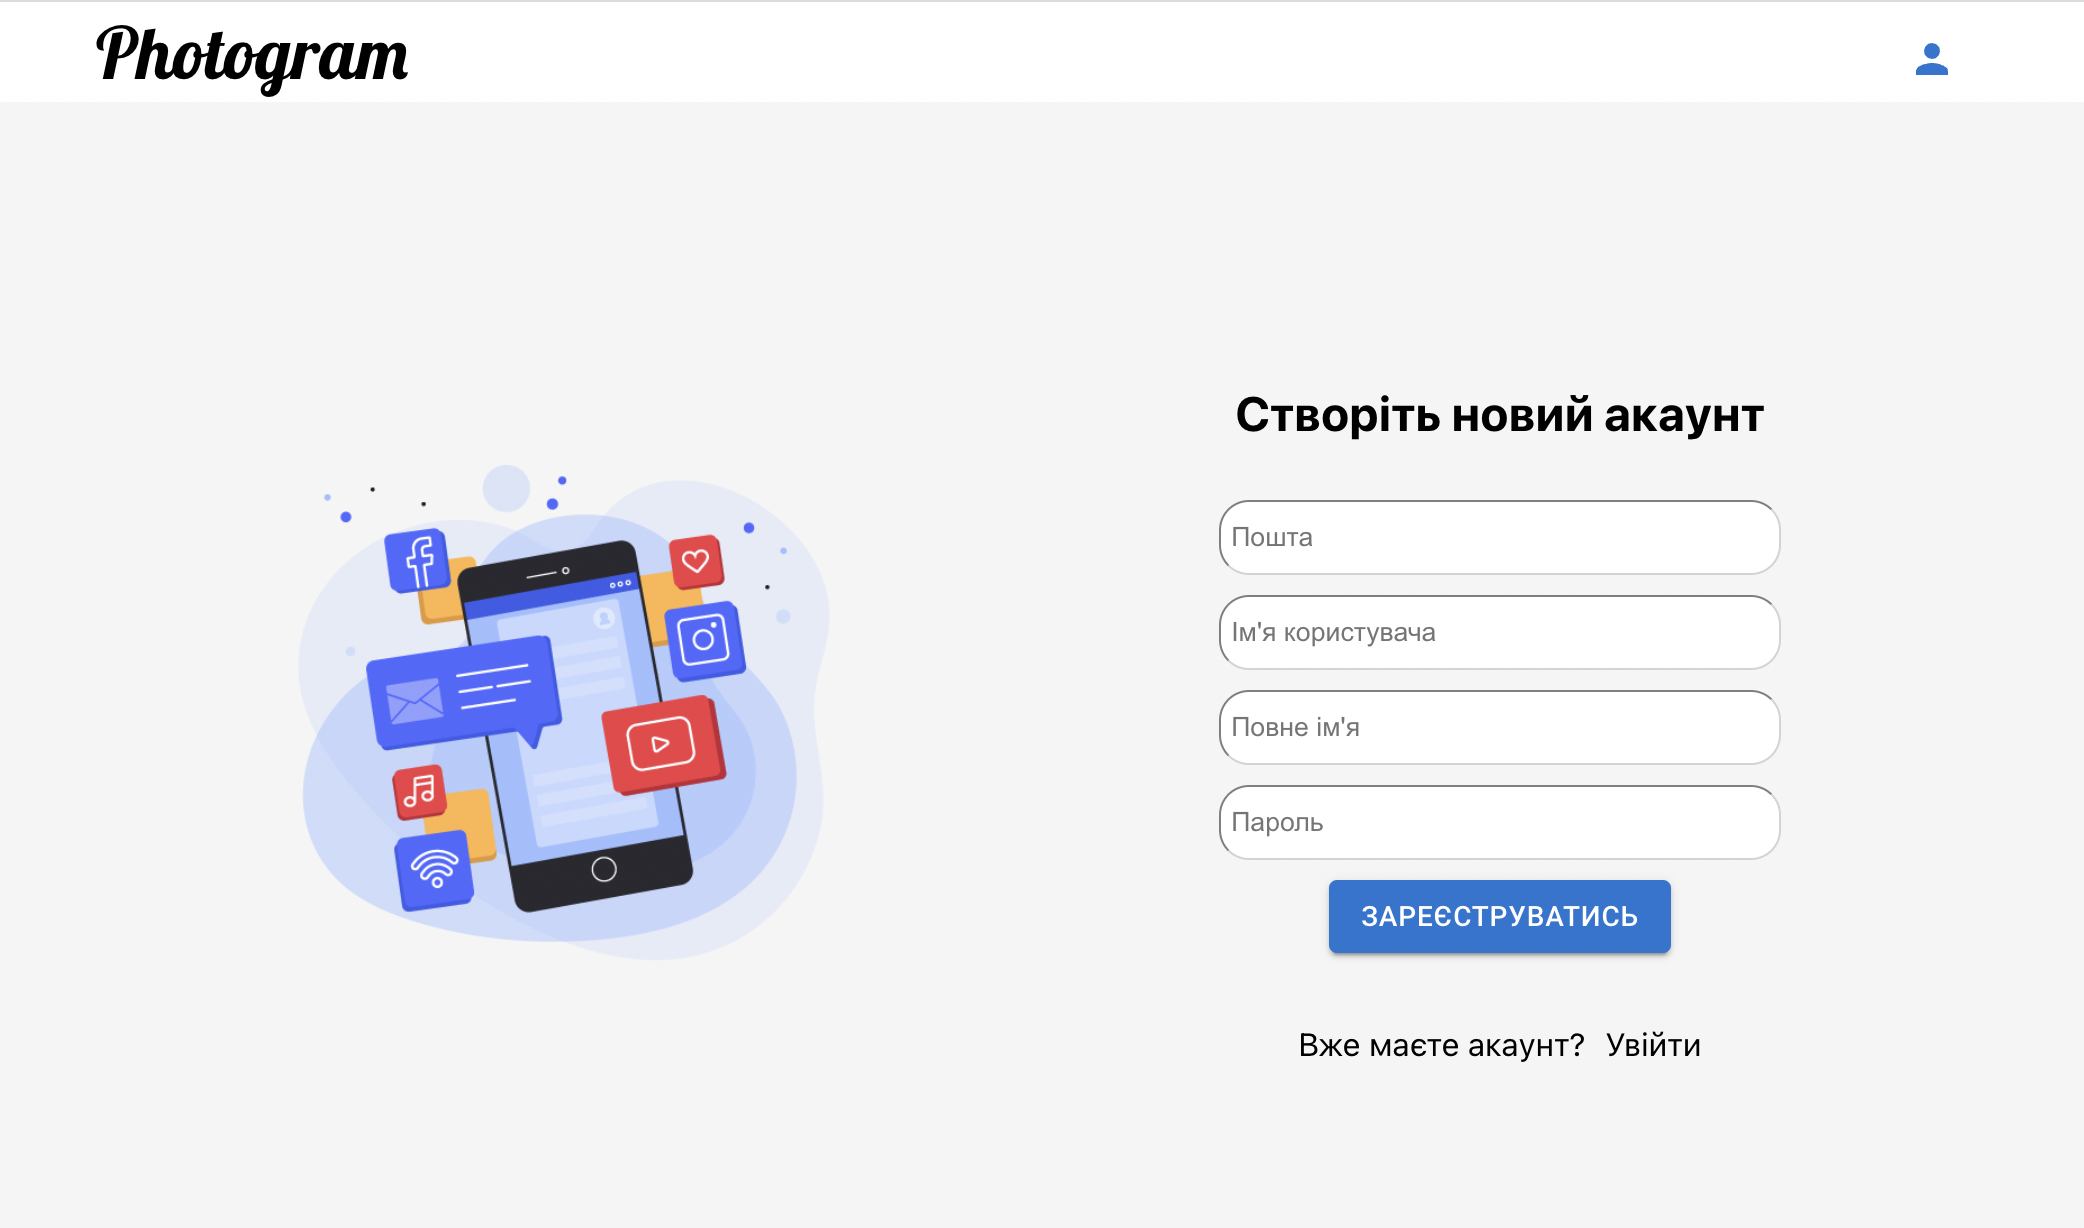 Photogram
Створіть новий акаунт
Пошта
Ім'я користувача
Повне ім'я
Пароль
ЗАРЕЄСТРУВАТИСЬ
Вже маєте акаунт? Увійти